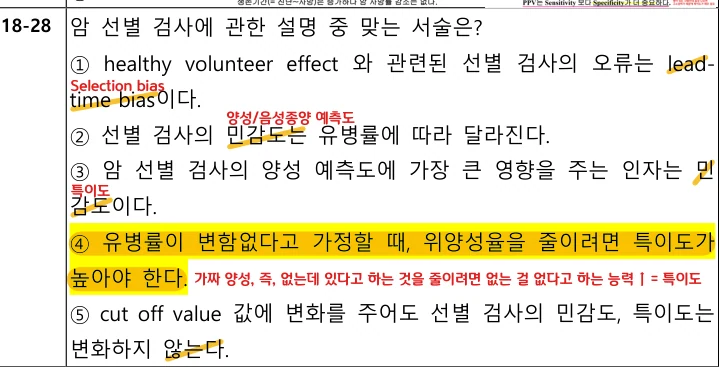 생존기간(= 진단~사망)은 증가하나 암 사망률 감소는 없다.
PPV는 Sensitivity 보다 Specificity가 더 중요하다.
18-28 암 선별 검사에 관한 설명 중 맞는 서술은?
① healthy volunteer effect 와 관련된 선별 검사의 오류는 lead-
Selection bias
time bias이다.
양성/음성종양 예측도
② 선별 검사의 민감도는 유병률에 따라 달라진다.
③ 암 선별 검사의 양성 예측도에 가장 큰 영향을 주는 인자는 민
특이도
감도이다.
④ 유병률이 변함없다고 가정할 때, 위양성율을 줄이려면 특이도가
높아야 한다. 가짜 양성, 즉, 없는데 있다고 하는 것을 줄이려면 없는 걸 없다고 하는 능력↑ = 특이도
⑤ cut off value 값에 변화를 주어도 선별 검사의 민감도, 특이도는
변화하지 않는다.